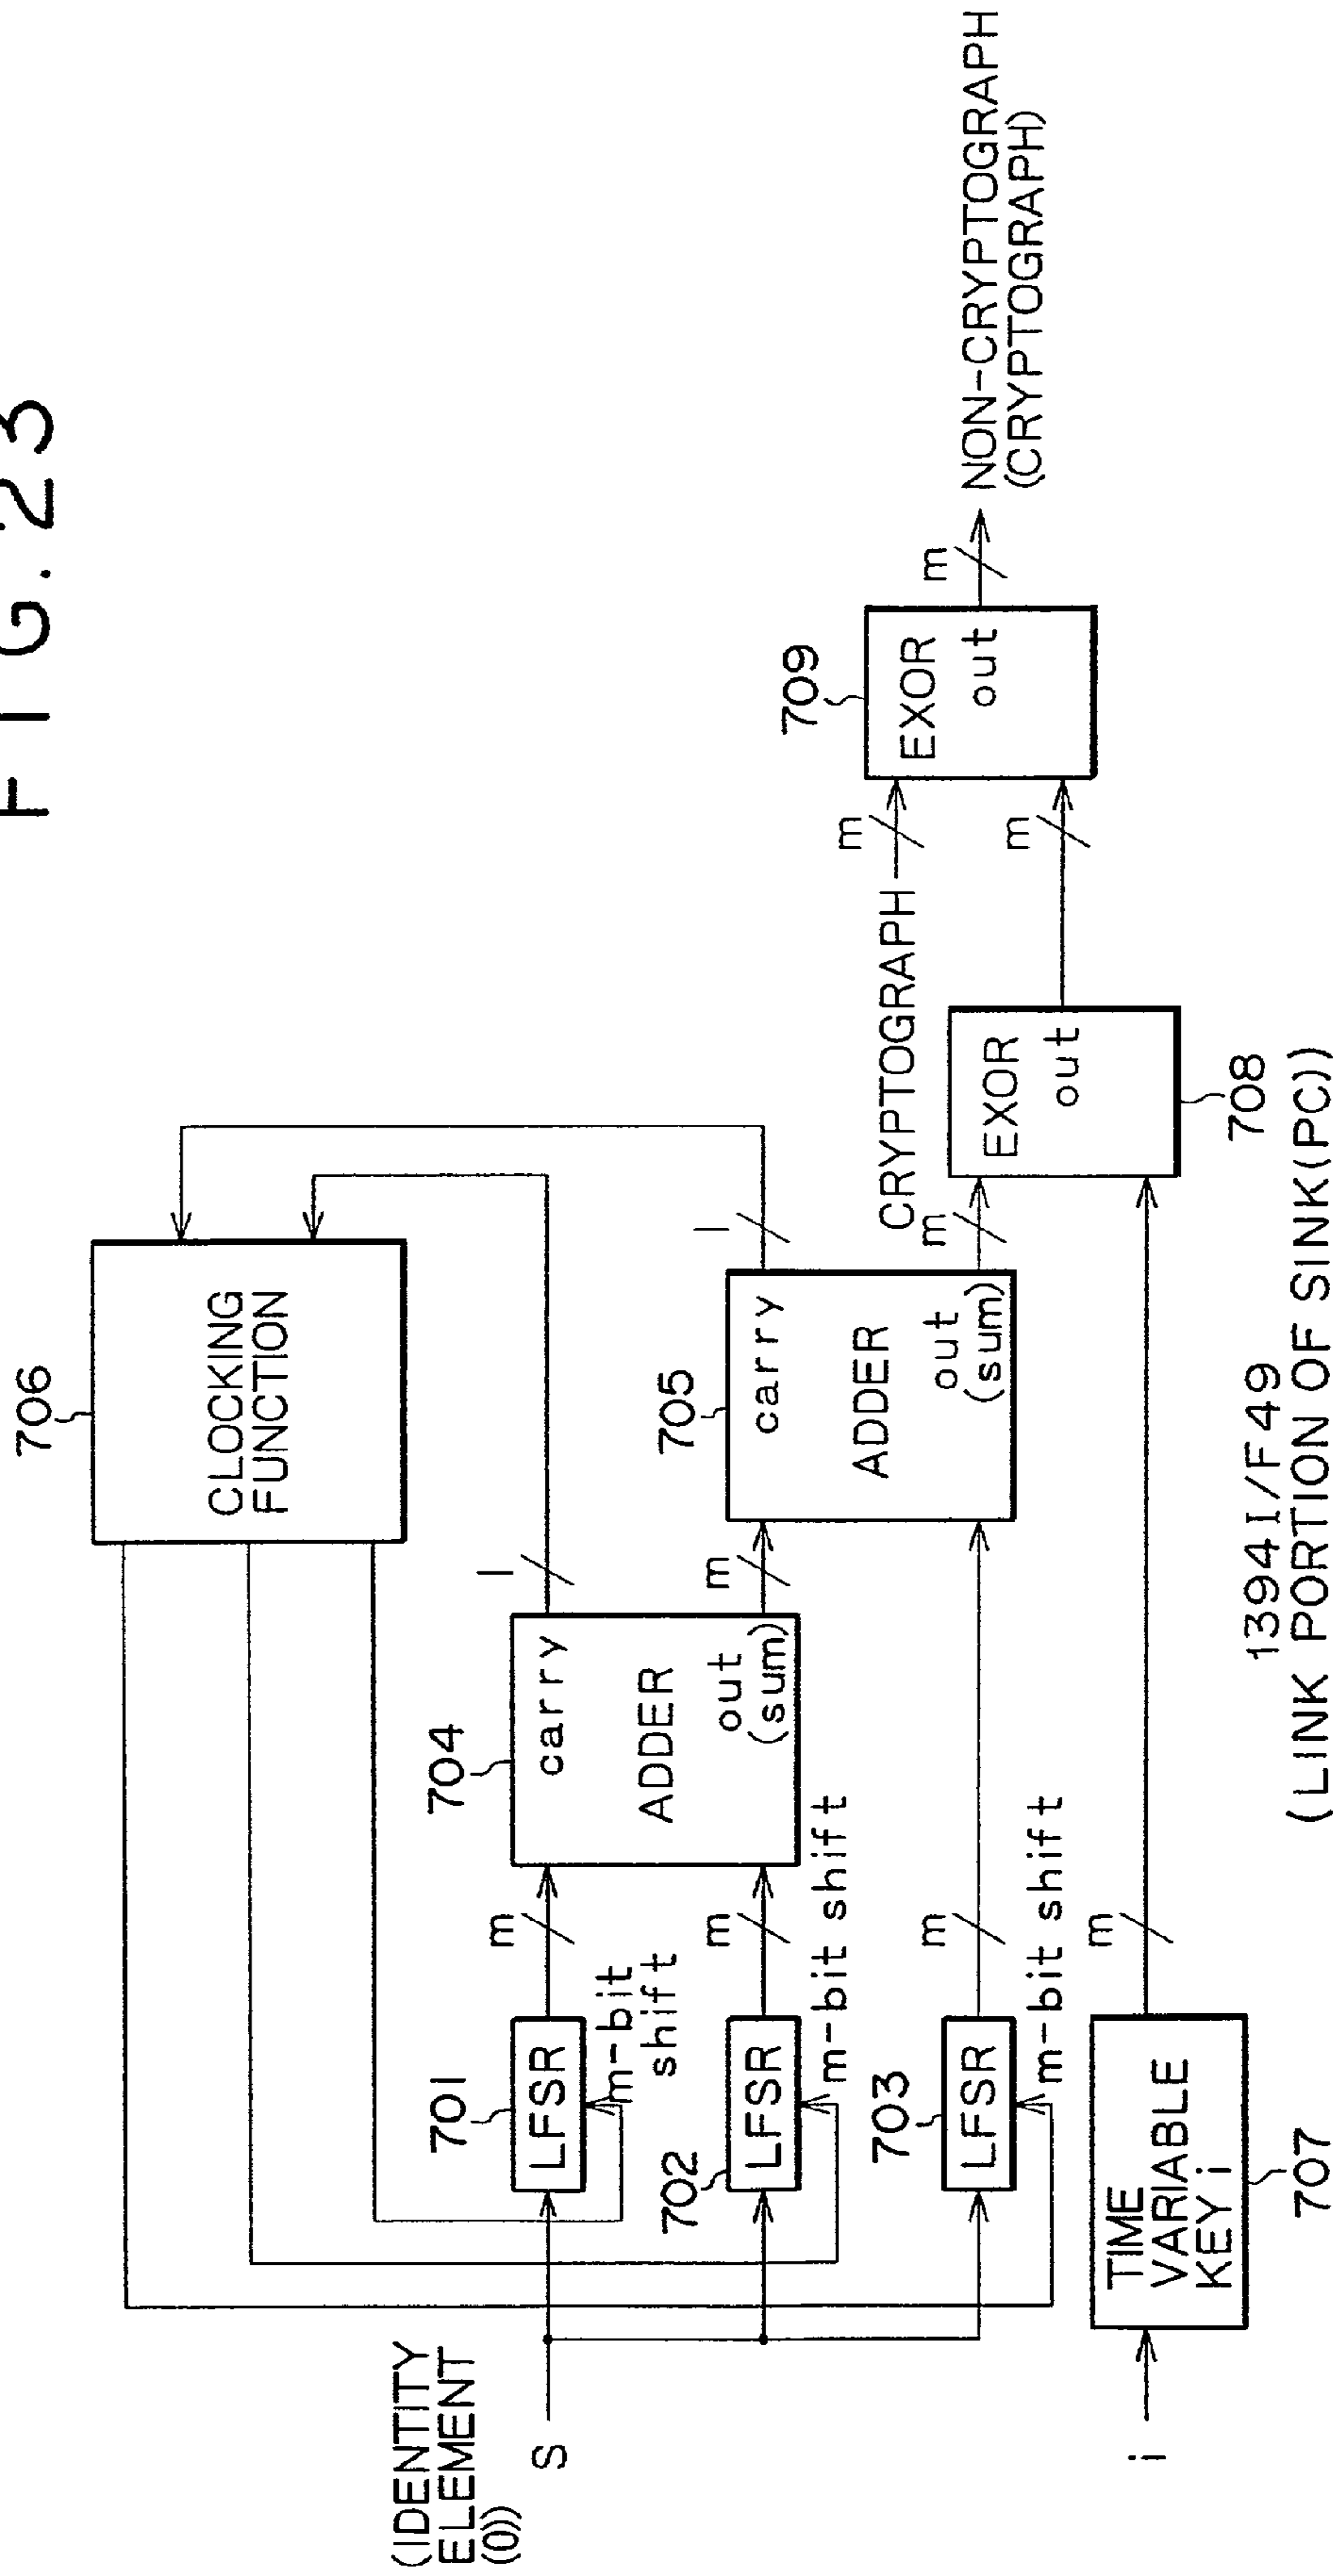 FIG. 23
706
CLOCKING
FUNCTION
(IDENTITY
ELEMENT
(0))
S
701
LFSR
m-bit
shift
m
704
carry
ADDER
out
(sum)
1
m
702
LFSR
m-bit shift
m
705
carry
ADDER
out
(sum)
1
m
703
LFSR
m-bit shift
m
i
TIME
VARIABLE
KEY i
707
m
EXOR
out
708
m
CRYPTOGRAPH
m
709
EXOR
out
m
NON-CRYPTOGRAPH
(CRYPTOGRAPH)
1394I/F49
(LINK PORTION OF SINK(PC))